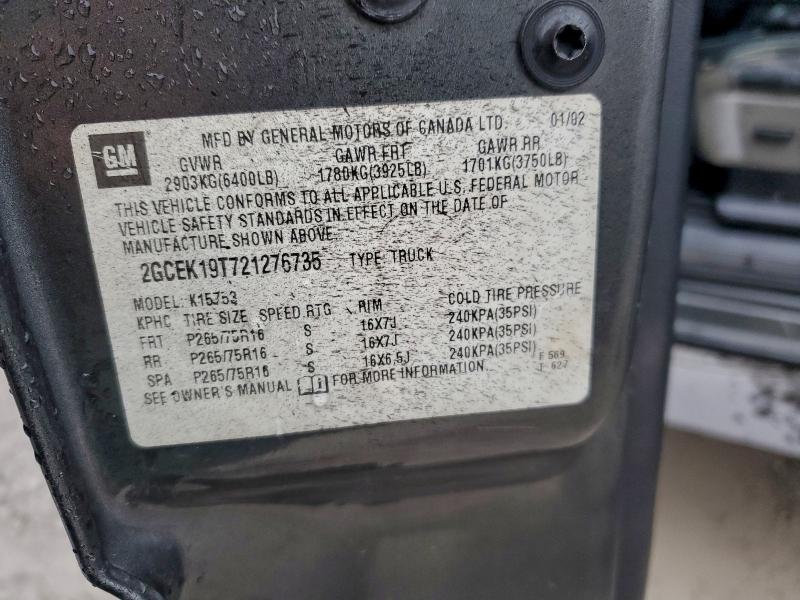 GM
MFD BY GENERAL MOTORS OF CANADA LTD. 01/02
GVWR GAWR FRT GAWR RR
2903KG(6400LB) 1780KG(3925LB) 1701KG(3750LB)
THIS VEHICLE CONFORMS TO ALL APPLICABLE U.S. FEDERAL MOTOR
VEHICLE SAFETY STANDARDS IN EFFECT ON THE DATE OF
MANUFACTURE SHOWN ABOVE.
2GCEK19T721276735 TYPE: TRUCK
MODEL: K15753
KPHC TIRE SIZE SPEED RTG RIM COLD TIRE PRESSURE
FRT P265/75R16 S 16X7J 240KPA(35PSI)
RR P265/75R16 S 16X7J 240KPA(35PSI)
SPA P265/75R16 S 16X6.5J 240KPA(35PSI)
SEE OWNER'S MANUAL FOR MORE INFORMATION.
F 569
T 627